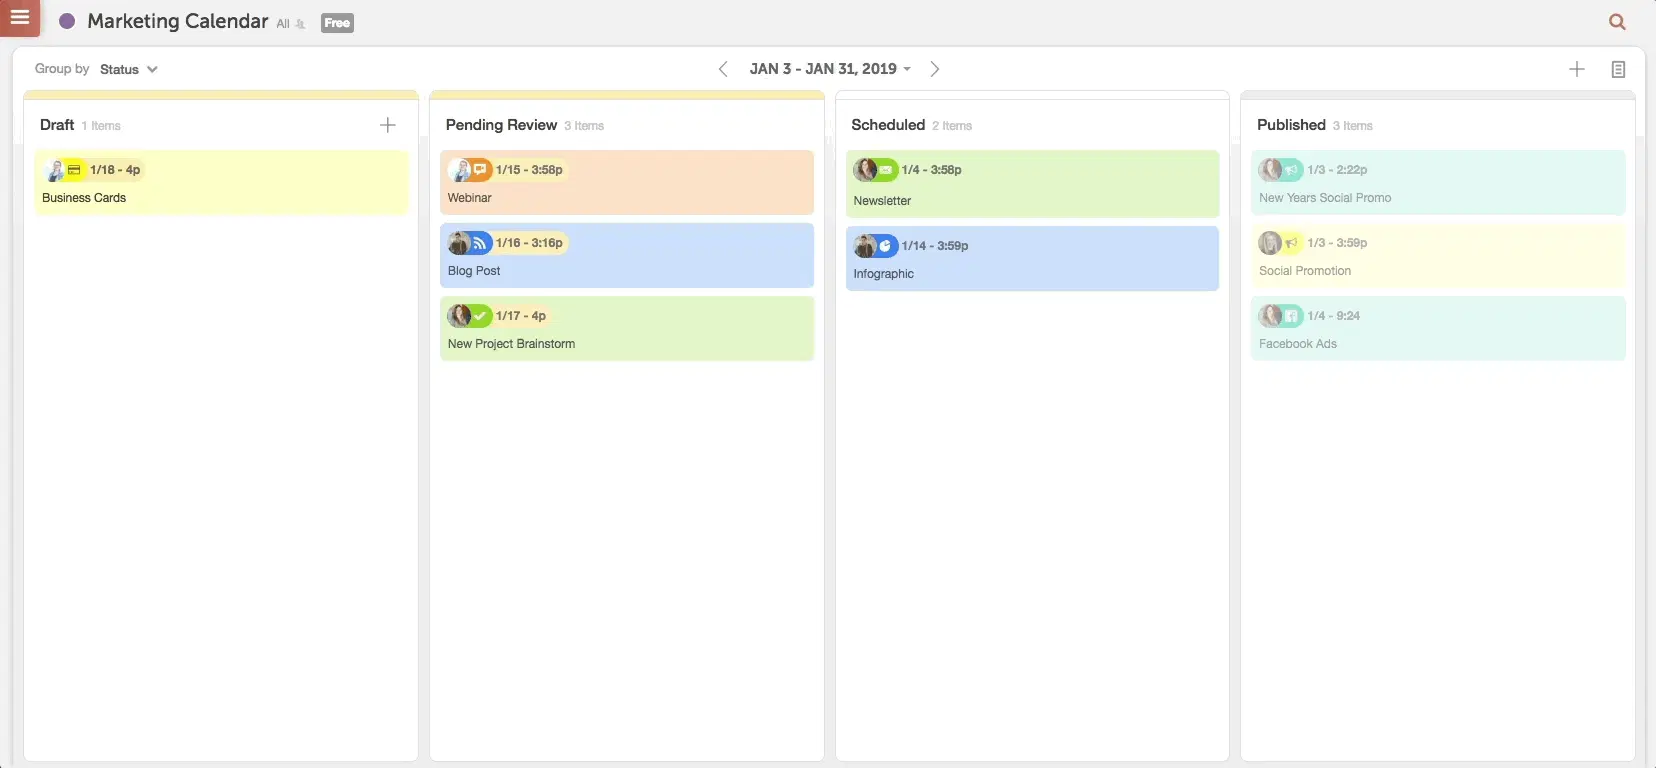 Marketing Calendar All Free
Group by Status
JAN 3 - JAN 31, 2019
Draft 1 Items
1/18 - 4p
Business Cards
Pending Review 3 Items
1/15 - 3:58p
Webinar
1/16 - 3:16p
Blog Post
1/17 - 4p
New Project Brainstorm
Scheduled 2 Items
1/4 - 3:58p
Newsletter
1/14 - 3:59p
Infographic
Published 3 Items
1/3 - 2:22p
New Years Social Promo
1/3 - 3:59p
Social Promotion
1/4 - 9:24
Facebook Ads